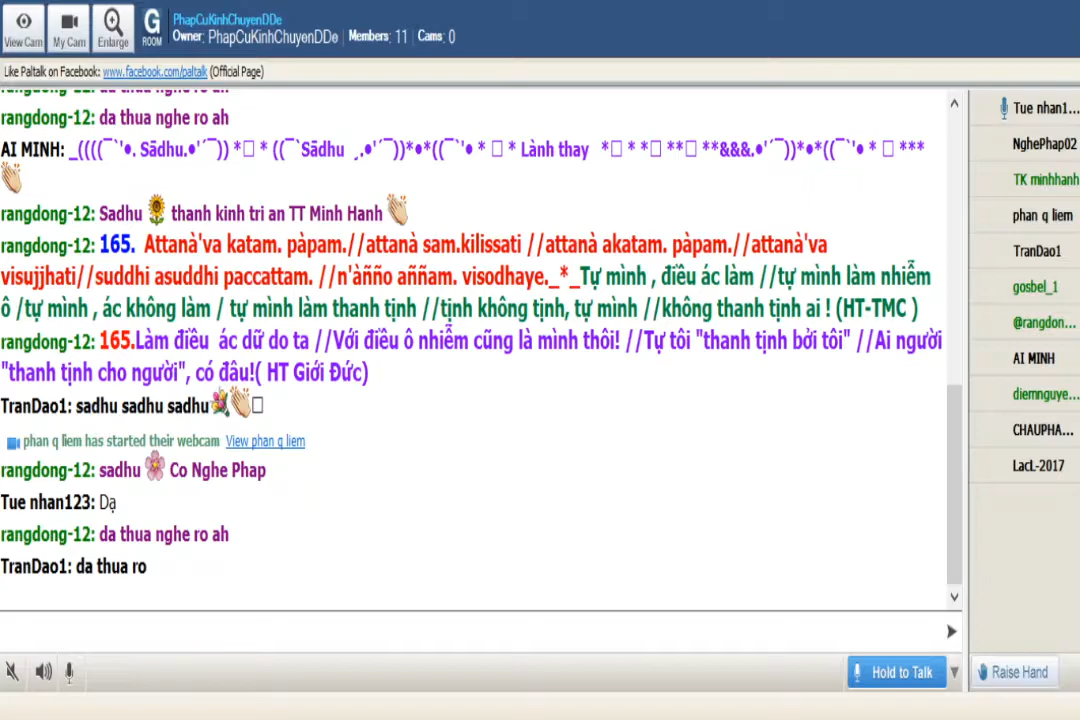 PhapCuKinhChuyenDDe
View Cam My Cam Enlarge G ROOM Owner: PhapCuKinhChuyenDDe | Members: 11 | Cams: 0
Like Paltalk on Facebook: www.facebook.com/paltalk (Official Page)
rangdong-12: da thua nghe ro ah
rangdong-12: da thua nghe ro ah
AI MINH: _((((¯`'•. Sādhu.•'´¯)) *□ * ((¯`Sādhu ¸.•'´¯))*•*((¯`'• * □ * Lành thay *□ * *□ **□ **&&&.•'´¯))*•*((¯`'• * □ ***
rangdong-12: Sadhu 🌻 thanh kinh tri an TT Minh Hanh 👏
rangdong-12: 165. Attanà'va katam. pàpam.//attanà sam.kilissati //attanà akatam. pàpam.//attanà'va
visujjhati//suddhi asuddhi paccattam. //n'àñño aññam. visodhaye._*_Tự mình , điều ác làm //tự mình làm nhiễm
ô /tự mình , ác không làm / tự mình làm thanh tịnh //tịnh không tịnh, tự mình //không thanh tịnh ai ! (HT-TMC )
rangdong-12: 165.Làm điều ác dữ do ta //Với điều ô nhiễm cũng là mình thôi! //Tự tôi "thanh tịnh bởi tôi" //Ai người
"thanh tịnh cho người", có đâu!( HT Giới Đức)
TranDao1: sadhu sadhu sadhu💐👏□
phan q liem has started their webcam View phan q liem
rangdong-12: sadhu 🌸 Co Nghe Phap
Tue nhan123: Dạ
rangdong-12: da thua nghe ro ah
TranDao1: da thua ro
Tue nhan1...
NghePhap02
TK minhhanh
phan q liem
TranDao1
gosbel_1
@rangdon...
AI MINH
diemnguye...
CHAUPHA...
LacL-2017
Hold to Talk
Raise Hand